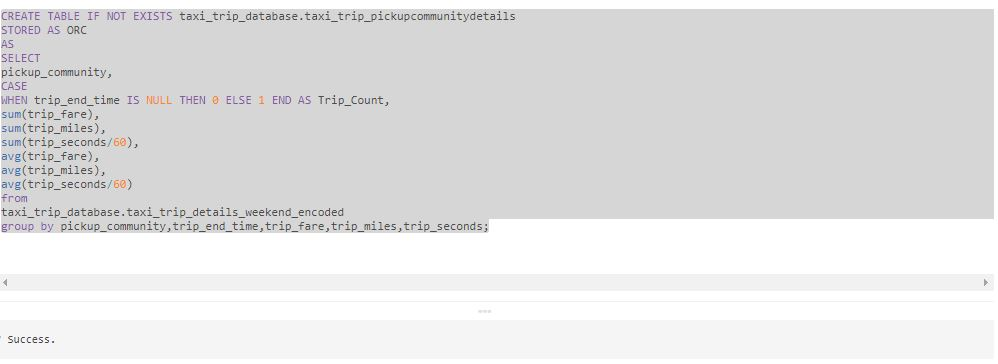 CREATE TABLE IF NOT EXISTS taxi_trip_database.taxi_trip_pickupcommunitydetails
STORED AS ORC
AS
SELECT
pickup_community,
CASE
WHEN trip_end_time IS NULL THEN 0 ELSE 1 END AS Trip_Count,
sum(trip_fare),
sum(trip_miles),
sum(trip_seconds/60),
avg(trip_fare),
avg(trip_miles),
avg(trip_seconds/60)
from
taxi_trip_database.taxi_trip_details_weekend_encoded
group by pickup_community,trip_end_time,trip_fare,trip_miles,trip_seconds;
Success.